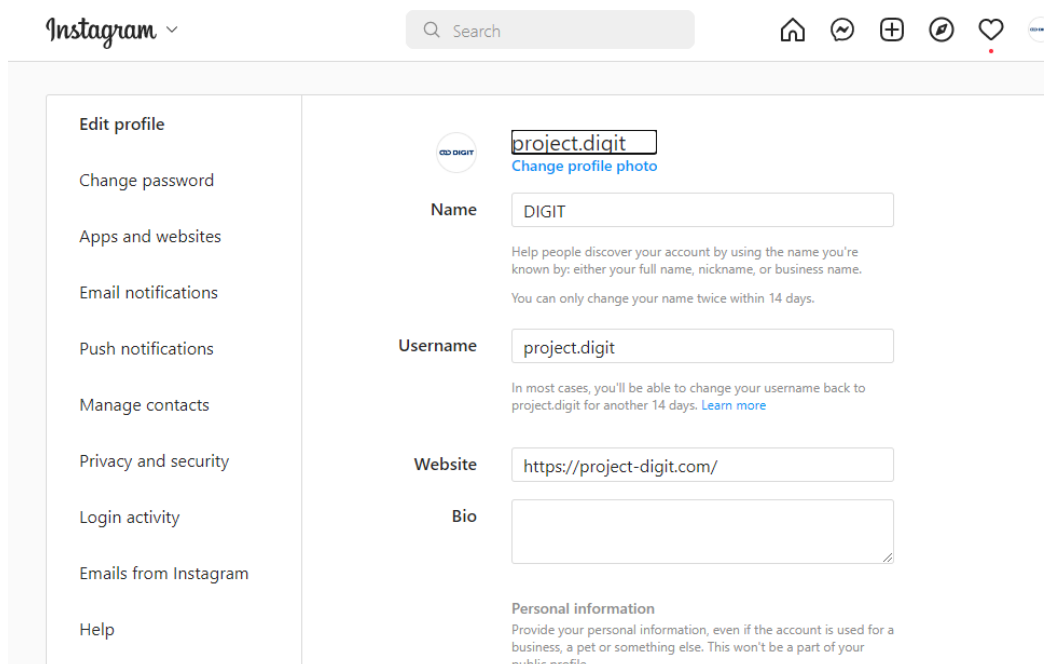 Instagram
Search
Edit profile
Change password
Apps and websites
Email notifications
Push notifications
Manage contacts
Privacy and security
Login activity
Emails from Instagram
Help
DIGIT
project.digit
Change profile photo
Name
DIGIT
Help people discover your account by using the name you're
known by: either your full name, nickname, or business name.
You can only change your name twice within 14 days.
Username
project.digit
In most cases, you'll be able to change your username back to
project.digit for another 14 days. Learn more
Website
https://project-digit.com/
Bio
Personal information
Provide your personal information, even if the account is used for a
business, a pet or something else. This won't be a part of your
public profile.